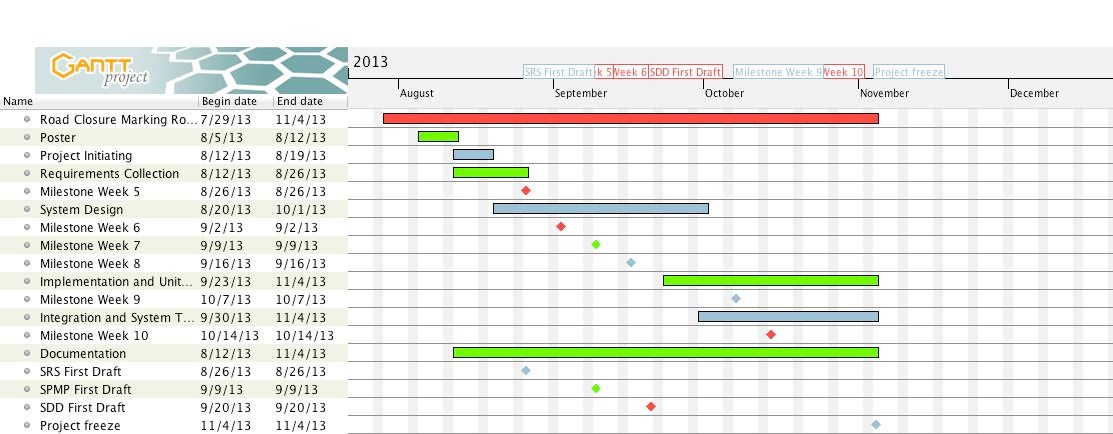 GANTT
project
2013
SRS First Draft k 5 Week 6 SDD First Draft Milestone Week 9 Week 10 Project freeze
August September October November December
Name Begin date End date
Road Closure Marking Ro... 7/29/13 11/4/13
Poster 8/5/13 8/12/13
Project Initiating 8/12/13 8/19/13
Requirements Collection 8/12/13 8/26/13
Milestone Week 5 8/26/13 8/26/13
System Design 8/20/13 10/1/13
Milestone Week 6 9/2/13 9/2/13
Milestone Week 7 9/9/13 9/9/13
Milestone Week 8 9/16/13 9/16/13
Implementation and Unit... 9/23/13 11/4/13
Milestone Week 9 10/7/13 10/7/13
Integration and System T... 9/30/13 11/4/13
Milestone Week 10 10/14/13 10/14/13
Documentation 8/12/13 11/4/13
SRS First Draft 8/26/13 8/26/13
SPMP First Draft 9/9/13 9/9/13
SDD First Draft 9/20/13 9/20/13
Project freeze 11/4/13 11/4/13